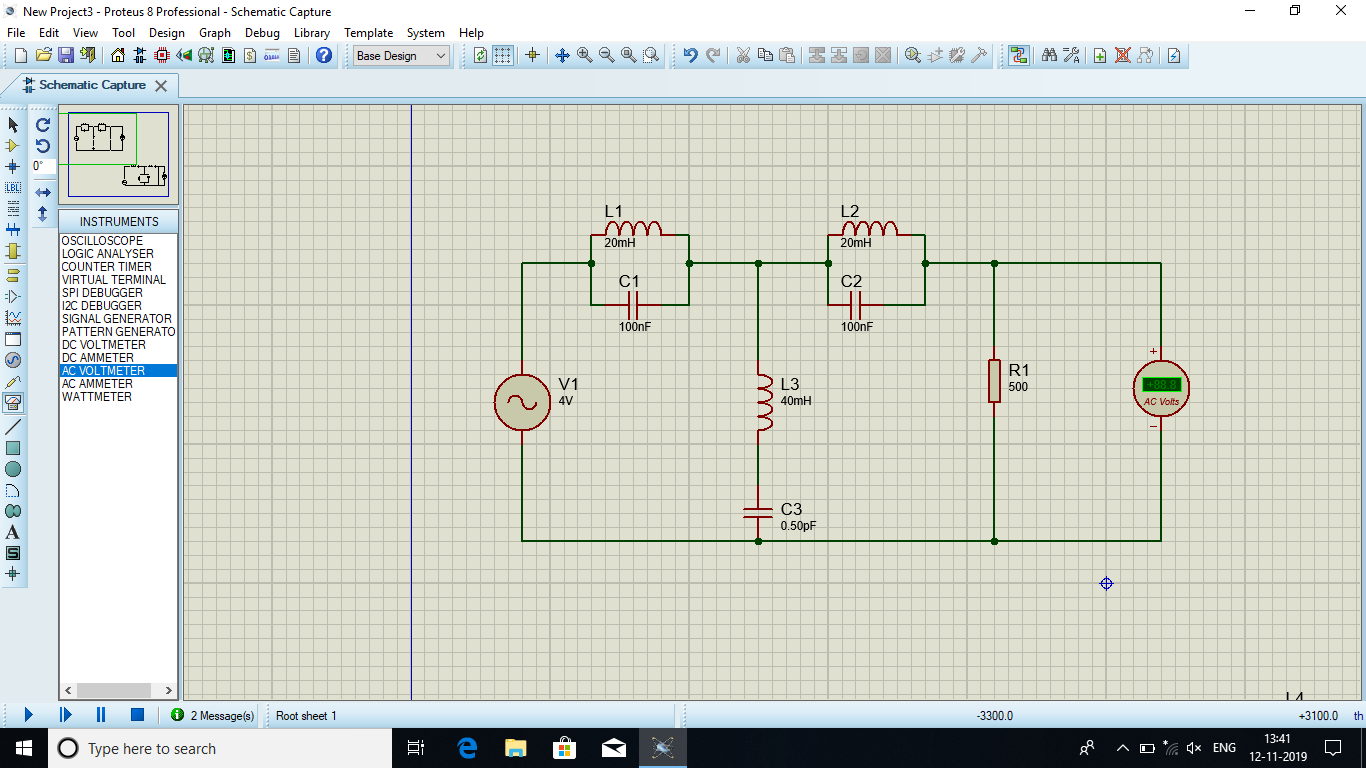 New Project3 - Proteus 8 Professional - Schematic Capture
File Edit View Tool Design Graph Debug Library Template System Help
Base Design
Schematic Capture
0°
LBL
INSTRUMENTS
OSCILLOSCOPE
LOGIC ANALYSER
COUNTER TIMER
VIRTUAL TERMINAL
SPI DEBUGGER
I2C DEBUGGER
SIGNAL GENERATOR
PATTERN GENERATO
DC VOLTMETER
DC AMMETER
AC VOLTMETER
AC AMMETER
WATTMETER
A
S
L1
20mH
C1
100nF
L2
20mH
C2
100nF
V1
4V
L3
40mH
C3
0.50pF
R1
500
+
+88.8
AC Volts
−
L4
2 Message(s)
Root sheet 1
-3300.0
+3100.0
th
Type here to search
ENG
13:41
12-11-2019